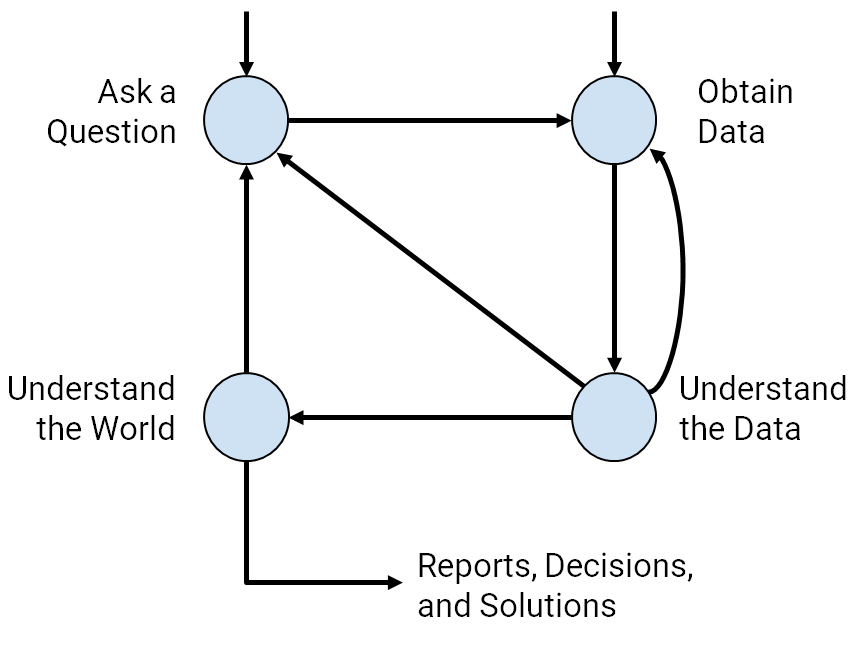 Ask a
Question
Obtain
Data
Understand
the World
Understand
the Data
Reports, Decisions,
and Solutions